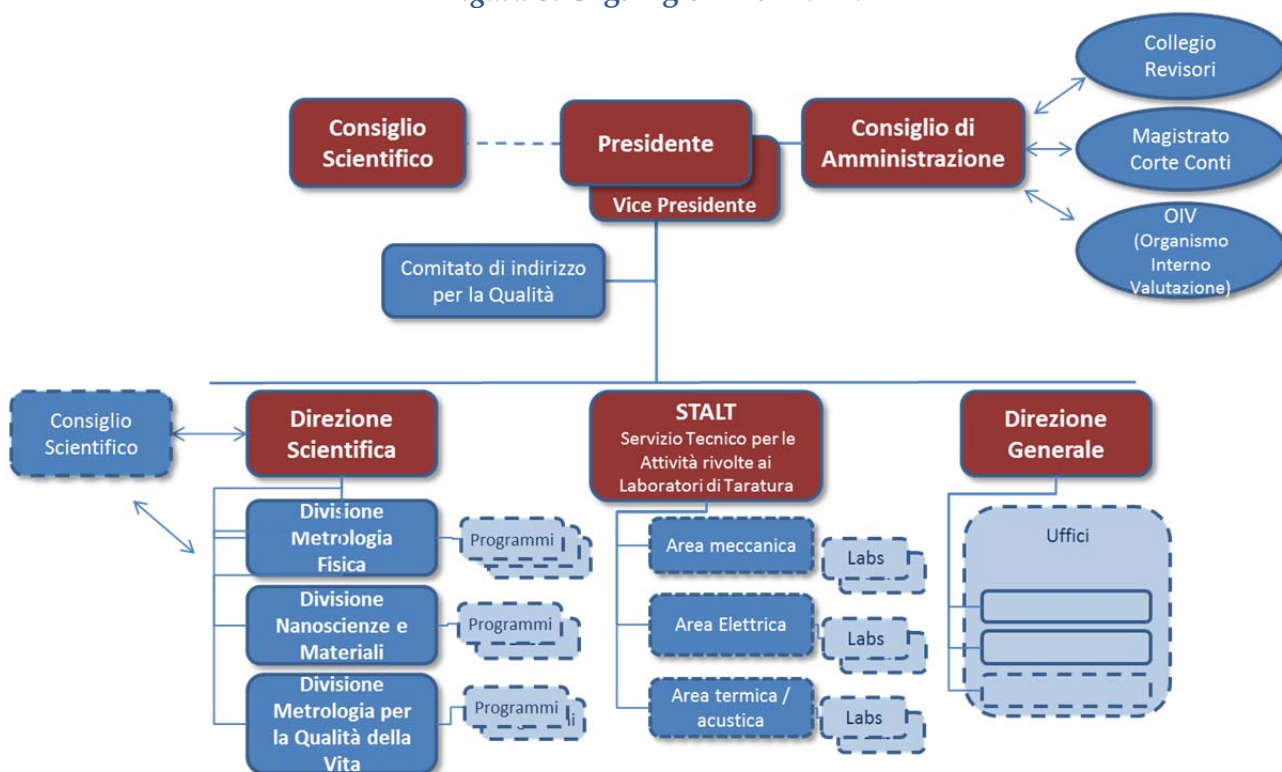 Collegio
Revisori
Consiglio
Scientifico
Presidente
Consiglio di
Amministrazione
Magistrato
Corte Conti
Vice Presidente
OIV
(Organismo
Interno
Valutazione)
Comitato di indirizzo
per la Qualità
Consiglio
Scientifico
Direzione
Scientifica
STALT
Servizio Tecnico per le
Attività rivolte ai
Laboratori di Taratura
Direzione
Generale
Divisione
Metrologia
Fisica
Programmi
Area meccanica
Labs
Uffici
Divisione
Nanoscienze e
Materiali
Programmi
Area Elettrica
Labs
Divisione
Metrologia per
la Qualità della
Vita
Programmi
Area termica /
acustica
Labs